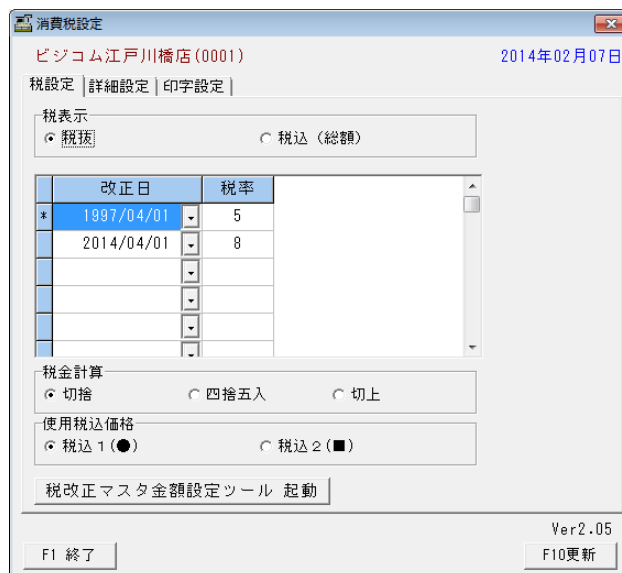 消費税設定
ビジコム江戸川橋店(0001) 2014年02月07日
税設定 詳細設定 印字設定
税表示
税抜 税込（総額）
改正日 税率
* 1997/04/01 5
2014/04/01 8
税金計算
切捨 四捨五入 切上
使用税込価格
税込１(●) 税込２(■)
税改正マスタ金額設定ツール 起動
Ver2.05
F1 終了 F10更新